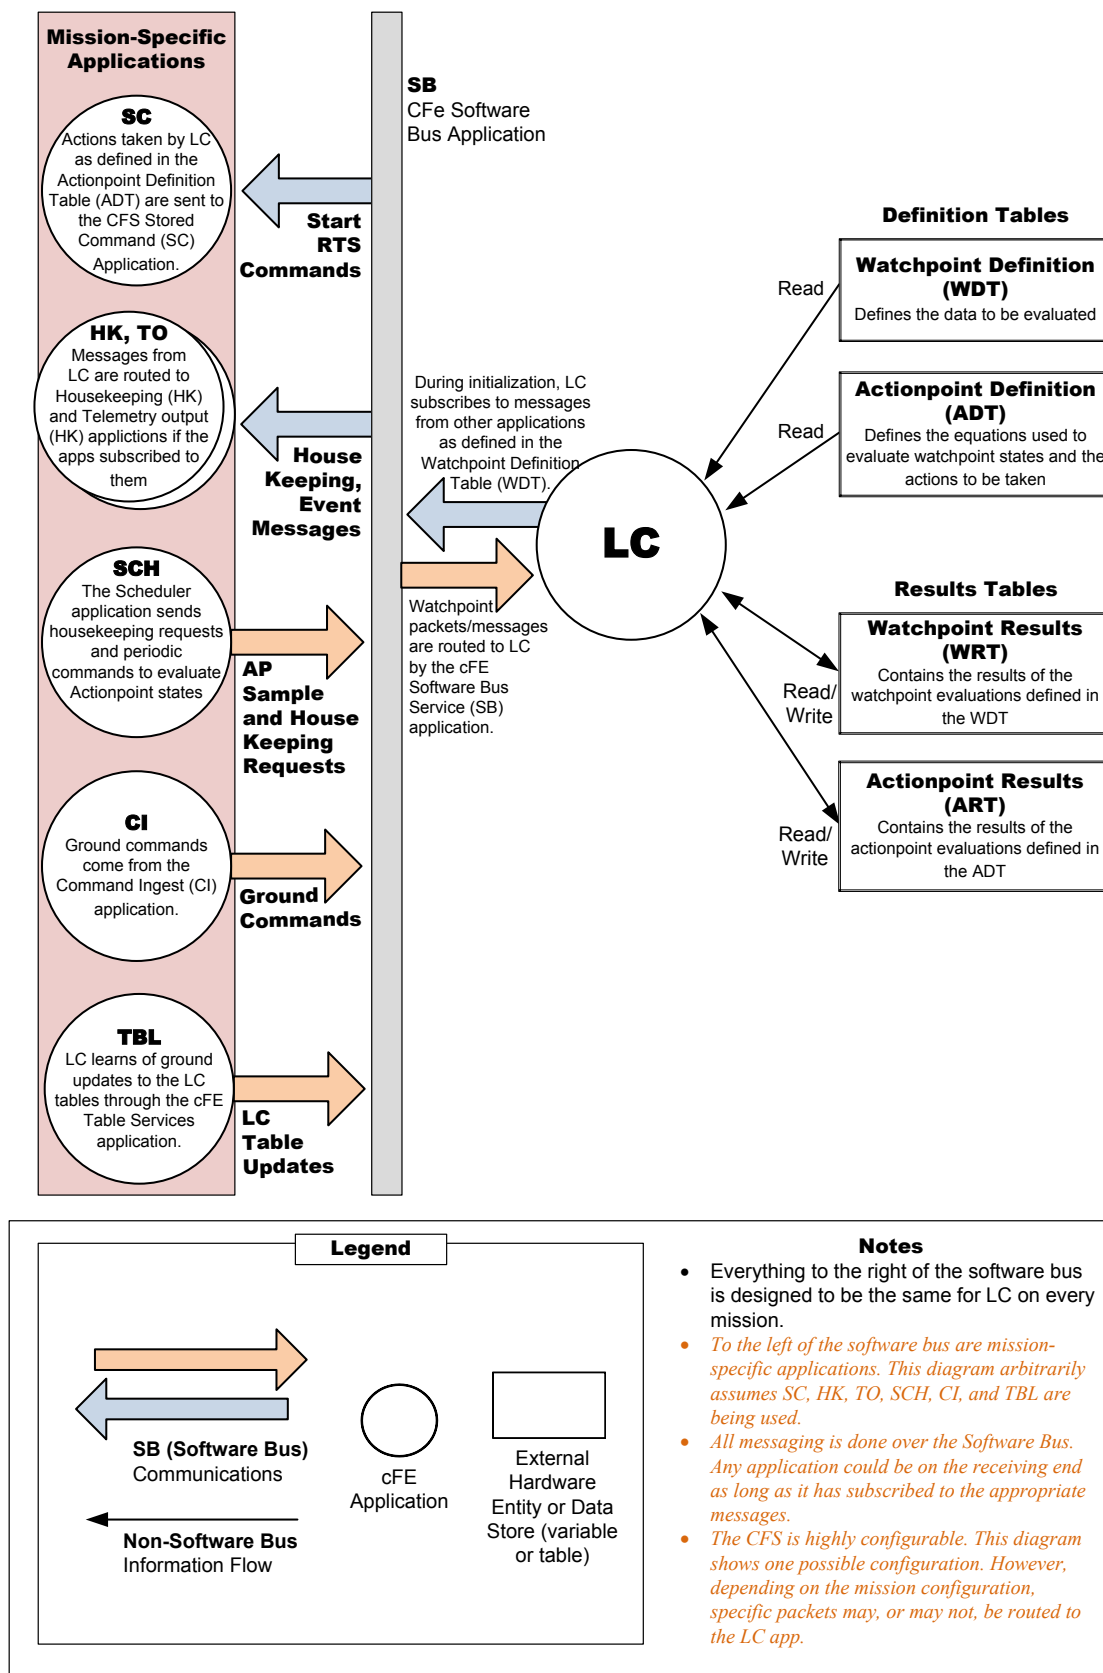 Mission-Specific
Applications
SC
Actions taken by LC
as defined in the
Actionpoint Definition
Table (ADT) are sent to
the CFS Stored
Command (SC)
Application.
HK, TO
Messages from
LC are routed to
Housekeeping (HK)
and Telemetry output
(HK) applictions if the
apps subscribed to
them
SCH
The Scheduler
application sends
housekeeping requests
and periodic
commands to evaluate
Actionpoint states
CI
Ground commands
come from the
Command Ingest (CI)
application.
TBL
LC learns of ground
updates to the LC
tables through the cFE
Table Services
application.
Start
RTS
Commands
House
Keeping,
Event
Messages
AP
Sample
and House
Keeping
Requests
Ground
Commands
LC
Table
Updates
SB
CFe Software
Bus Application
During initialization, LC
subscribes to messages
from other applications
as defined in the
Watchpoint Definition
Table (WDT).
Watchpoint
packets/messages
are routed to LC
by the cFE
Software Bus
Service (SB)
application.
LC
Definition Tables
Read
Watchpoint Definition
(WDT)
Defines the data to be evaluated
Read
Actionpoint Definition
(ADT)
Defines the equations used to
evaluate watchpoint states and the
actions to be taken
Results Tables
Read/
Write
Watchpoint Results
(WRT)
Contains the results of the
watchpoint evaluations defined in
the WDT
Read/
Write
Actionpoint Results
(ART)
Contains the results of the
actionpoint evaluations defined in
the ADT
Legend
SB (Software Bus)
Communications
Non-Software Bus
Information Flow
cFE
Application
External
Hardware
Entity or Data
Store (variable
or table)
Notes
• Everything to the right of the software bus
is designed to be the same for LC on every
mission.
• To the left of the software bus are mission-
specific applications. This diagram arbitrarily
assumes SC, HK, TO, SCH, CI, and TBL are
being used.
• All messaging is done over the Software Bus.
Any application could be on the receiving end
as long as it has subscribed to the appropriate
messages.
• The CFS is highly configurable. This diagram
shows one possible configuration. However,
depending on the mission configuration,
specific packets may, or may not, be routed to
the LC app.